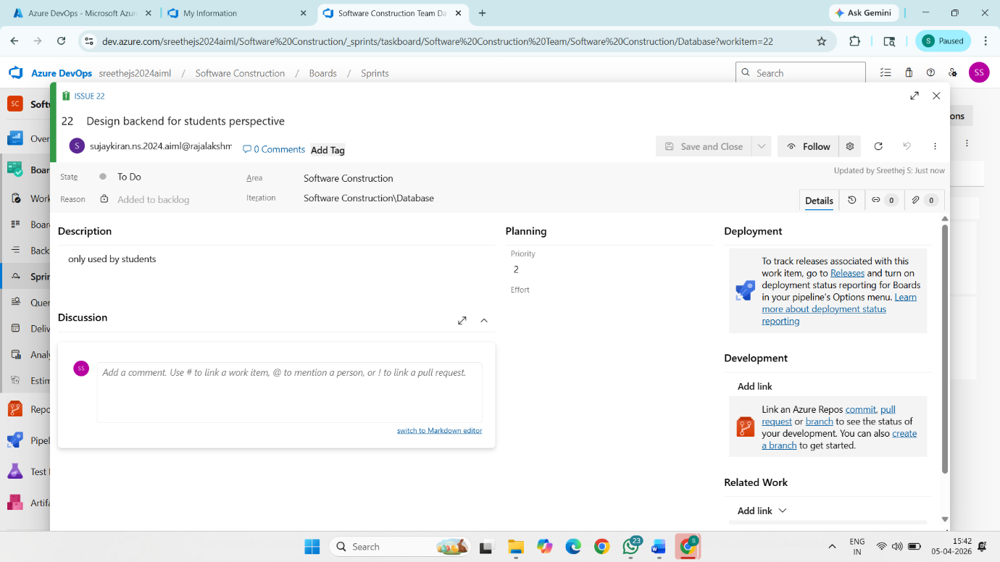 Azure DevOps - Microsoft Azur
My Information
Software Construction Team Da
Ask Gemini
dev.azure.com/sreethejs2024aiml/Software%20Construction/_sprints/taskboard/Software%20Construction%20Team/Software%20Construction/Database?workitem=22
S
Paused
Azure DevOps sreethejs2024aiml / Software Construction / Boards / Sprints
Search
SS
SC
Softw
Over
Boar
Work
Boar
Back
Sprin
Quer
Deliv
Analy
Estim
Repo
Pipel
Test
Artifa
ons
ISSUE 22
22 Design backend for students perspective
S
sujaykiran.ns.2024.aiml@rajalakshm
0 Comments
Add Tag
Save and Close
Follow
State
To Do
Area
Software Construction
Updated by Sreethej S: Just now
Reason
Added to backlog
Iteration
Software Construction\Database
Details
0
0
Description
only used by students
Discussion
SS
Add a comment. Use # to link a work item, @ to mention a person, or ! to link a pull request.
switch to Markdown editor
Planning
Priority
2
Effort
Deployment
To track releases associated with this
work item, go to Releases and turn on
deployment status reporting for Boards
in your pipeline's Options menu. Learn
more about deployment status
reporting
Development
Add link
Link an Azure Repos commit, pull
request or branch to see the status of
your development. You can also create
a branch to get started.
Related Work
Add link
Search
23
S
ENG
IN
15:42
05-04-2026